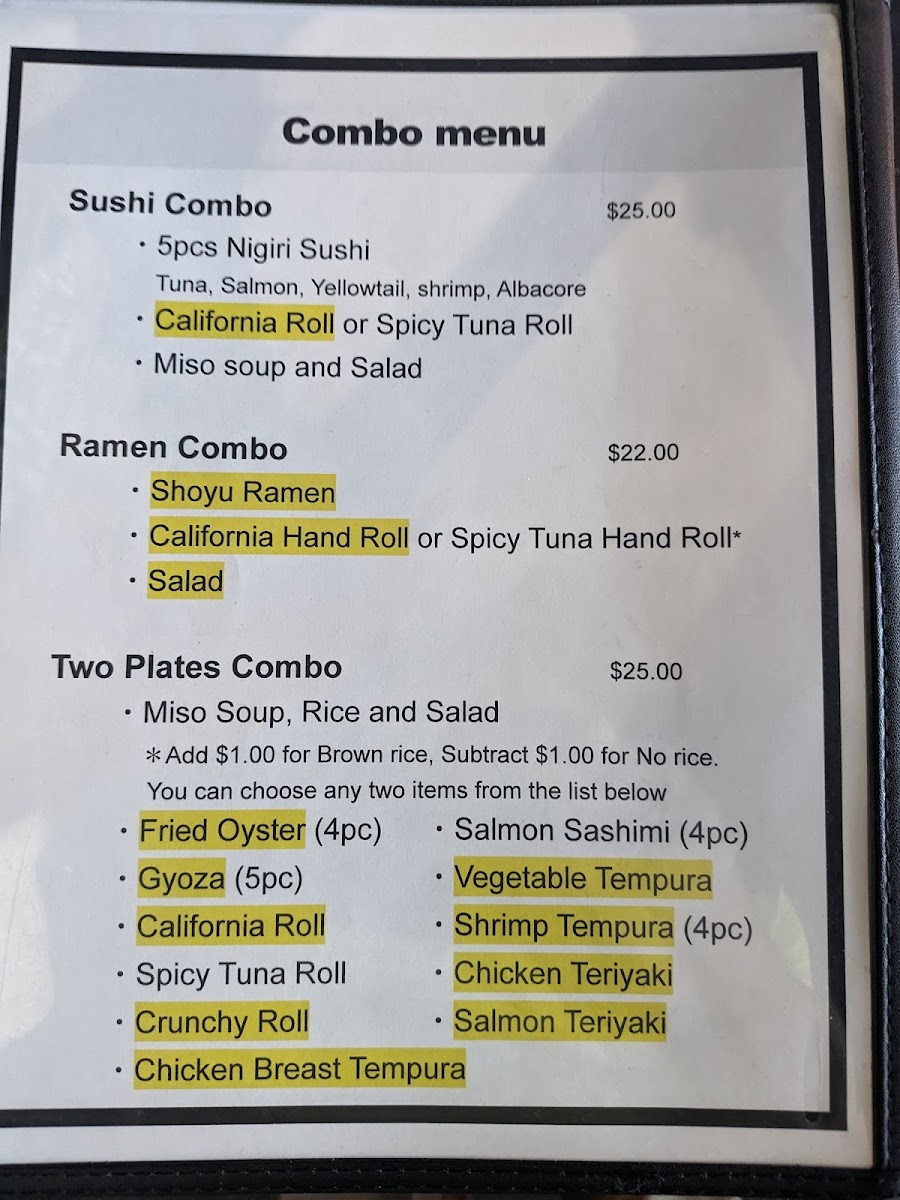 Combo menu
Sushi Combo $25.00
・5pcs Nigiri Sushi
Tuna, Salmon, Yellowtail, shrimp, Albacore
・California Roll or Spicy Tuna Roll
・Miso soup and Salad
Ramen Combo $22.00
・Shoyu Ramen
・California Hand Roll or Spicy Tuna Hand Roll*
・Salad
Two Plates Combo $25.00
・Miso Soup, Rice and Salad
＊Add $1.00 for Brown rice, Subtract $1.00 for No rice.
You can choose any two items from the list below
・Fried Oyster (4pc) ・Salmon Sashimi (4pc)
・Gyoza (5pc) ・Vegetable Tempura
・California Roll ・Shrimp Tempura (4pc)
・Spicy Tuna Roll ・Chicken Teriyaki
・Crunchy Roll ・Salmon Teriyaki
・Chicken Breast Tempura